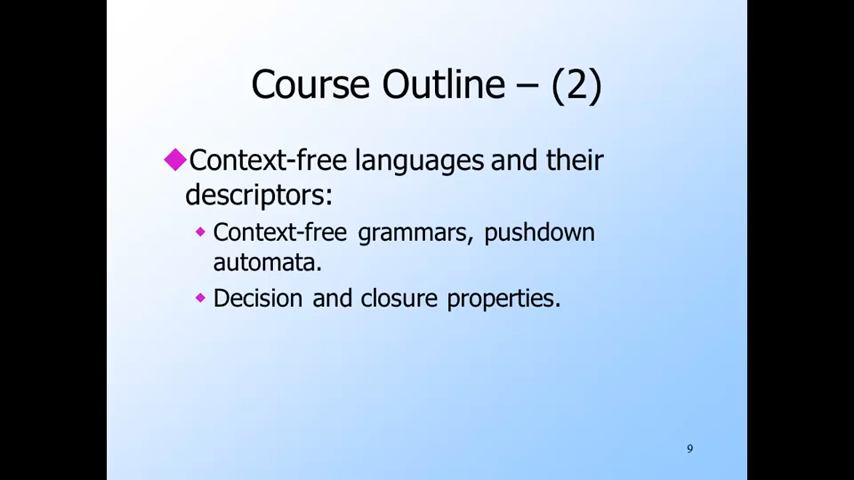 Course Outline – (2)
Context-free languages and their
descriptors:
Context-free grammars, pushdown
automata.
Decision and closure properties.
9